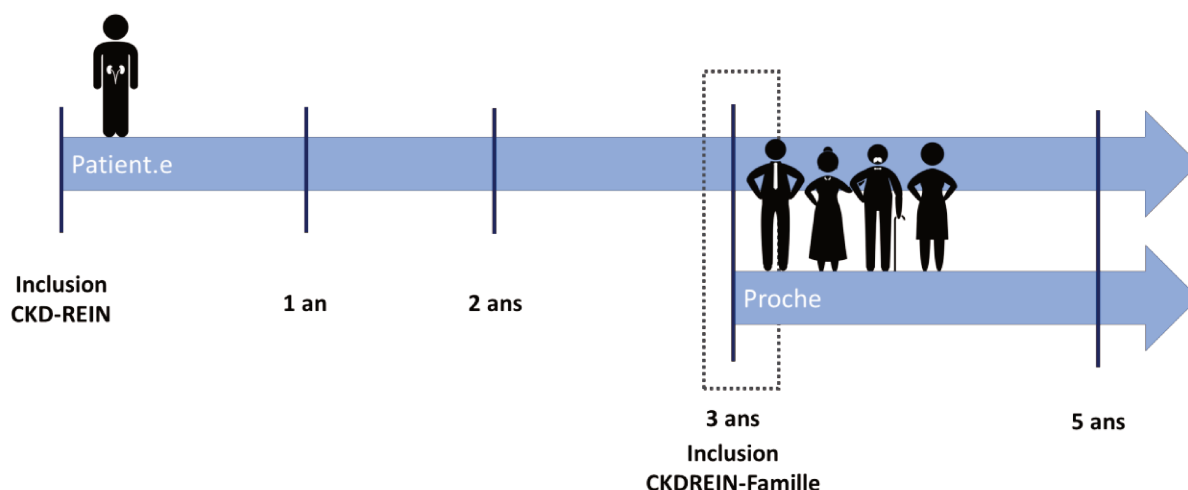 Patient.e
Proche
Inclusion
CKD-REIN
1 an
2 ans
3 ans
Inclusion
CKDREIN-Famille
5 ans